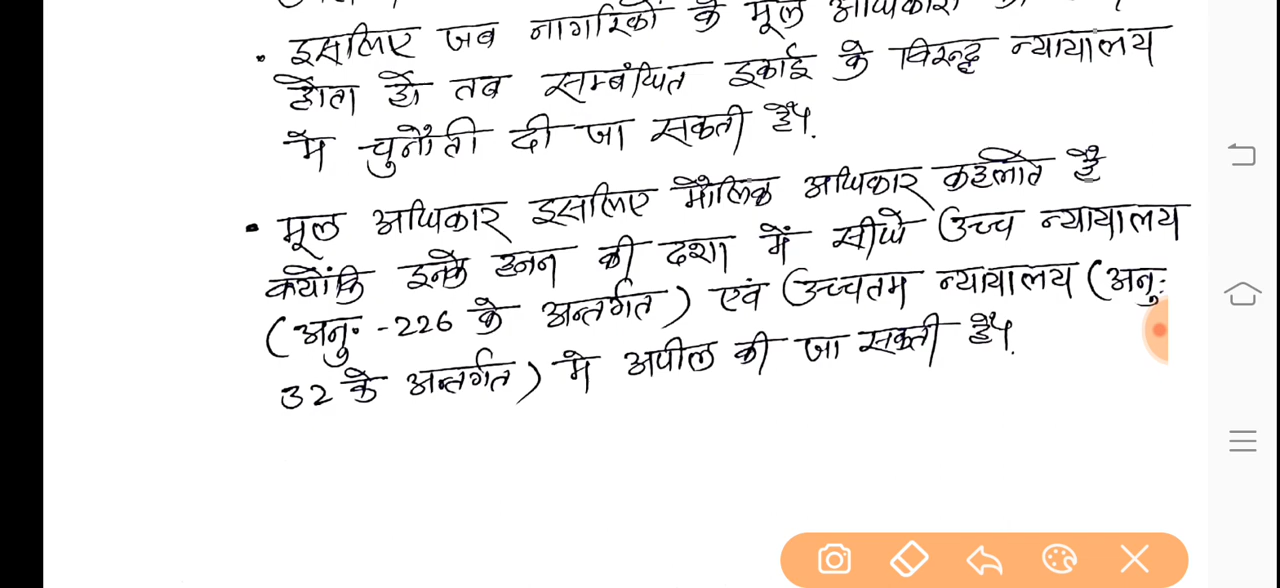 • इसलिए जब नागरिकों के मूल अधिकारों
होता हो तब सम्बंधित इकाई के विरूद्ध न्यायालय
मे चुनौती दी जा सकती है।
• मूल अधिकार इसलिए मौलिक अधिकार कहलाते है
क्योंकि इनके हनन की दशा में सीधे उच्च न्यायालय
(अनु॰ -226 के अन्तर्गत) एवं उच्चतम न्यायालय (अनु॰
32 के अन्तर्गत) मे अपील की जा सकती है।